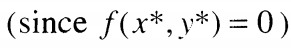 (since f(x*, y*) = 0)